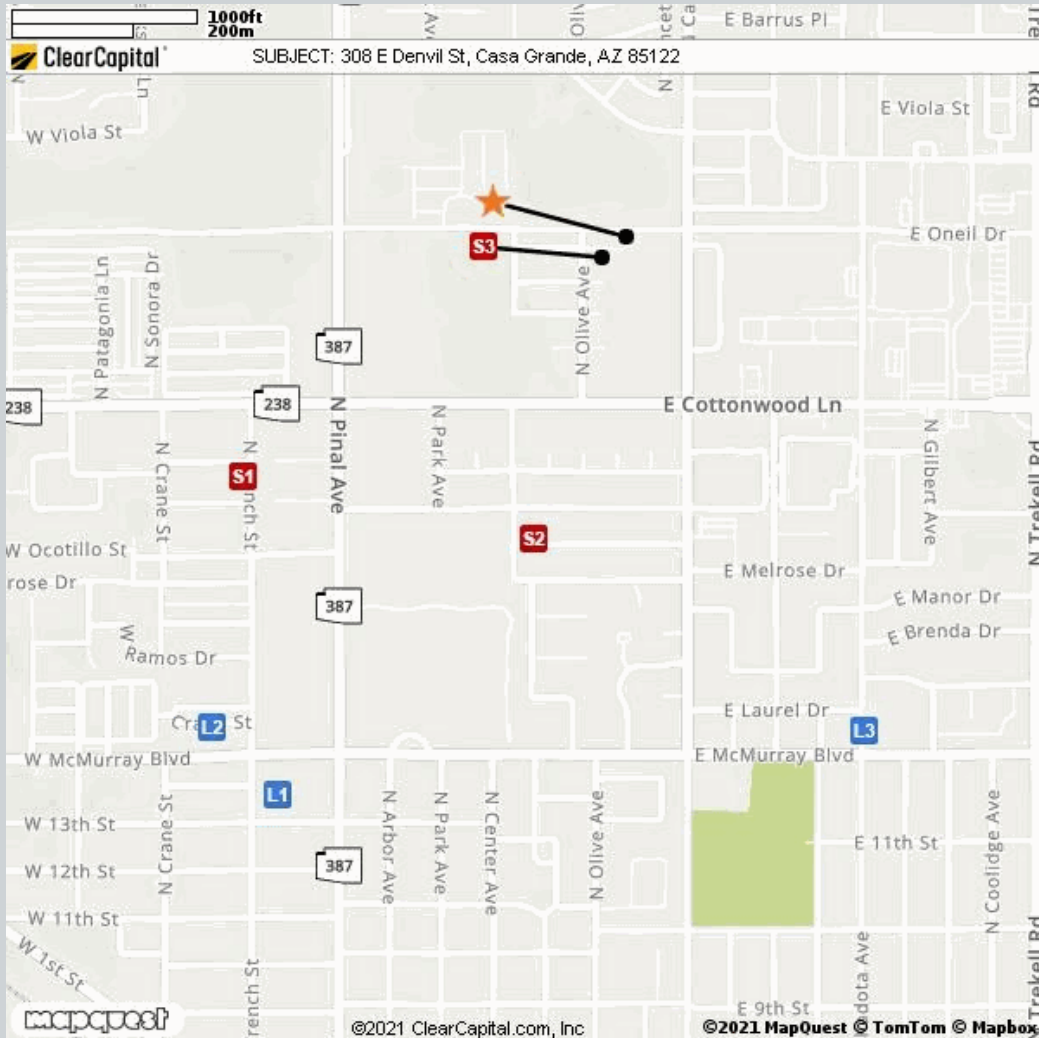 1000ft
200m
E Barrus Pl
ClearCapital
SUBJECT: 308 E Denvil St, Casa Grande, AZ 85122
Ln
W Viola St
E Viola St
S3
E Oneil Dr
N Patagonia Ln
N Sonora Dr
N Olive Ave
387
238
238
E Cottonwood Ln
N Pinal Ave
N Park Ave
N Crane St
S1
N Gilbert Ave
S2
W Ocotillo St
E Melrose Dr
387
E Manor Dr
E Brenda Dr
W Ramos Dr
E Laurel Dr
L2
L3
W McMurray Blvd
E McMurray Blvd
L1
N Crane St
N Arbor Ave
N Park Ave
N Center Ave
N Olive Ave
N Coolidge Ave
W 13th St
E 11th St
W 12th St
387
W 11th St
W 1st St
N Trekell Rd
E 9th St
mapquest
©2021 ClearCapital.com, Inc
©2021 MapQuest © TomTom © Mapbox